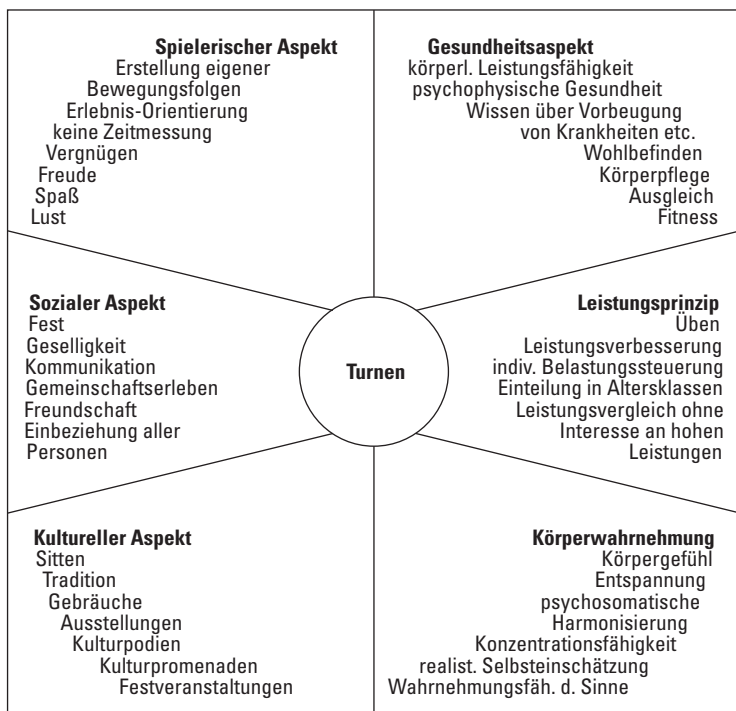 Spielerischer Aspekt
Erstellung eigener
Bewegungsfolgen
Erlebnis-Orientierung
keine Zeitmessung
Vergnügen
Freude
Spaß
Lust
Gesundheitsaspekt
körperl. Leistungsfähigkeit
psychophysische Gesundheit
Wissen über Vorbeugung
von Krankheiten etc.
Wohlbefinden
Körperpflege
Ausgleich
Fitness
Sozialer Aspekt
Fest
Geselligkeit
Kommunikation
Gemeinschaftserleben
Freundschaft
Einbeziehung aller
Personen
Turnen
Leistungsprinzip
Üben
Leistungsverbesserung
indiv. Belastungssteuerung
Einteilung in Altersklassen
Leistungsvergleich ohne
Interesse an hohen
Leistungen
Kultureller Aspekt
Sitten
Tradition
Gebräuche
Ausstellungen
Kulturpodien
Kulturpromenaden
Festveranstaltungen
Körperwahrnehmung
Körpergefühl
Entspannung
psychosomatische
Harmonisierung
Konzentrationsfähigkeit
realist. Selbsteinschätzung
Wahrnehmungsfäh. d. Sinne